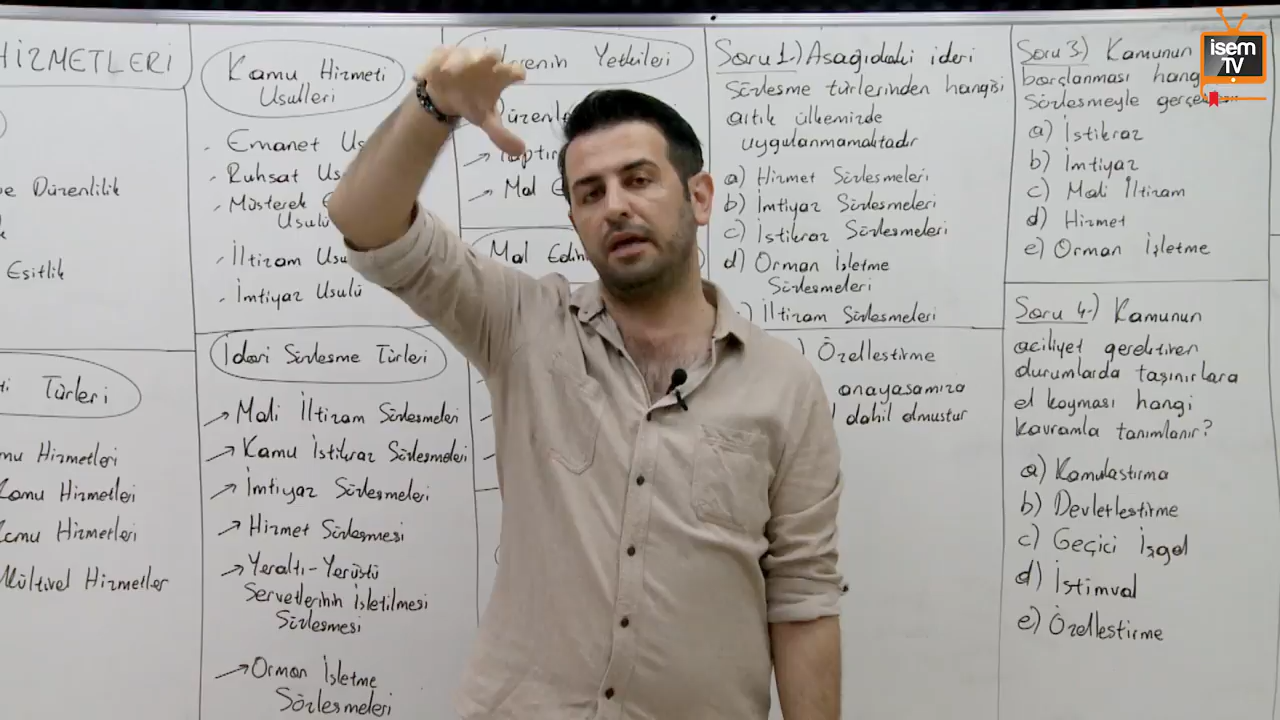 HİZMETLERİ
ve Düzenlilik
Eşitlik
Türleri
Hizmetleri
Kamu Hizmetleri
Kamu Hizmetleri
Kültürel Hizmetler
Kamu Hizmeti
Usulleri
Emanet
Ruhsat
Müşterek
Usulü
İltizam
İmtiyaz Usulü
İdari Sözleşme Türleri
Mali İltizam Sözleşmeleri
Kamu İstikraz Sözleşmeleri
İmtiyaz Sözleşmeleri
Hizmet Sözleşmesi
Yeraltı-Yerüstü
Servetlerinin İşletilmesi
Sözleşmesi
Orman İşletme
Sözleşmeleri
Yetkileri
Mal
Mal Edin
Soru 1.) Aşağıdaki idari
sözleşme türlerinden hangisi
artık ülkemizde
uygulanmamaktadır
a) Hizmet Sözleşmeleri
b) İmtiyaz Sözleşmeleri
c) İstikraz Sözleşmeleri
d) Orman İşletme
Sözleşmeleri
) İltizam Sözleşmeleri
) Özelleştirme
anayasamıza
dahil olmuştur
Soru 3) Kamunun
borçlanması hang
sözleşmeyle
a) İstikraz
b) İmtiyaz
c) Mali İltizam
d) Hizmet
e) Orman İşletme
Soru 4-) Kamunun
aciliyet gerektiren
durumlarda taşınırlara
el koyması hangi
kavramla tanımlanır?
a) Kamulaştırma
b) Devletleştirme
c) Geçici İşgal
d) İstimval
e) Özelleştirme
isem
TV